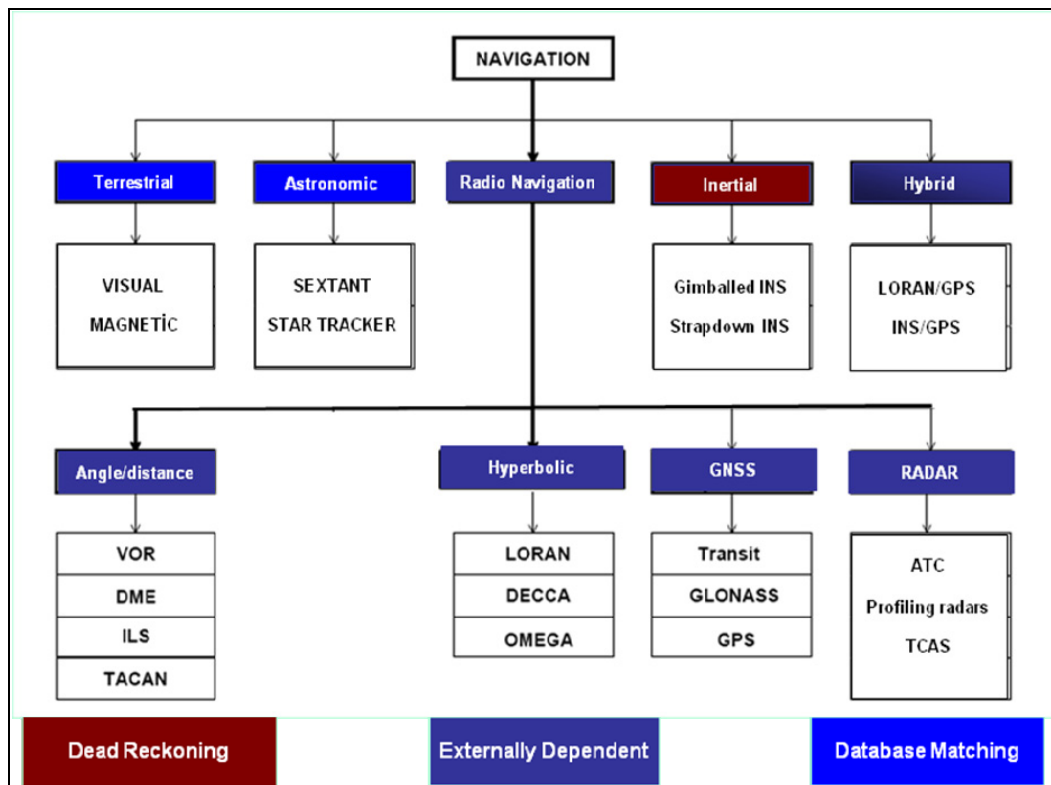 NAVIGATION
Terrestrial
Astronomic
Radio Navigation
Inertial
Hybrid
VISUAL
MAGNETİC
SEXTANT
STAR TRACKER
Gimballed INS
Strapdown INS
LORAN/GPS
INS/GPS
Angle/distance
Hyperbolic
GNSS
RADAR
VOR
DME
ILS
TACAN
LORAN
DECCA
OMEGA
Transit
GLONASS
GPS
ATC
Profiling radars
TCAS
Dead Reckoning
Externally Dependent
Database Matching